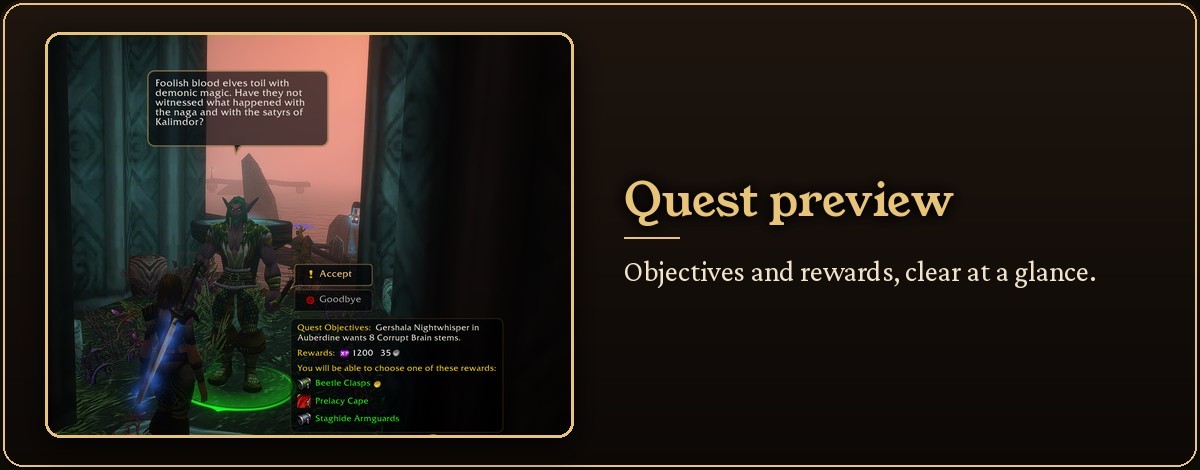 Foolish blood elves toil with
demonic magic. Have they not
witnessed what happened with
the naga and with the satyrs of
Kalimdor?
Accept
Goodbye
Quest Objectives: Gershala Nightwhisper in
Auberdine wants 8 Corrupt Brain stems.
Rewards: XP 1200 35
You will be able to choose one of these rewards:
Beetle Clasps
Prelacy Cape
Staghide Armguards
Quest preview
Objectives and rewards, clear at a glance.